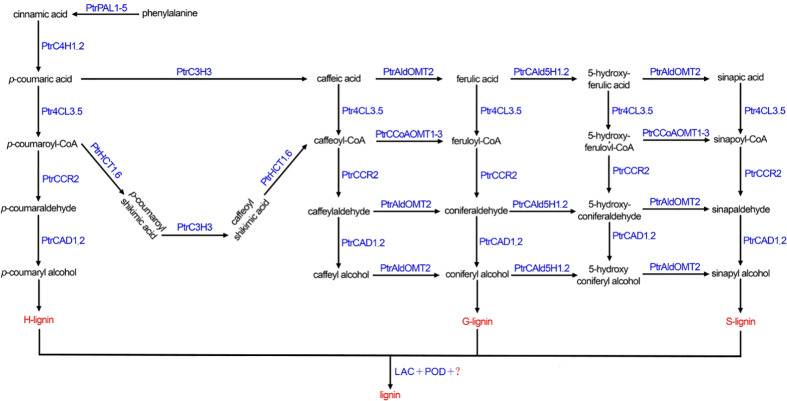 cinnamic acid PtrPAL1-5 phenylalanine
PtrC4H1,2
p-coumaric acid PtrC3H3 caffeic acid PtrAldOMT2 ferulic acid PtrCAld5H1,2 5-hydroxy-
ferulic acid PtrAldOMT2 sinapic acid
Ptr4CL3,5 Ptr4CL3,5 Ptr4CL3,5 Ptr4CL3,5 Ptr4CL3,5
p-coumaroyl-CoA PtrHCT1,6 PtrHCT1,6 caffeoyl-CoA PtrCCoAOMT1-3 feruloyl-CoA 5-hydroxy-
feruloyl-CoA PtrCCoAOMT1-3 sinapoyl-CoA
PtrCCR2 PtrCCR2 PtrCCR2 PtrCCR2 PtrCCR2
p-coumaroyl
shikimic acid PtrC3H3 caffeoyl
shikimic acid
p-coumaraldehyde caffeylaldehyde PtrAldOMT2 coniferaldehyde PtrCAld5H1,2 5-hydroxy-
coniferaldehyde PtrAldOMT2 sinapaldehyde
PtrCAD1,2 PtrCAD1,2 PtrCAD1,2 PtrCAD1,2 PtrCAD1,2
p-coumaryl alcohol caffeyl alcohol PtrAldOMT2 coniferyl alcohol PtrCAld5H1,2 5-hydroxy
coniferyl alcohol PtrAldOMT2 sinapyl alcohol
H-lignin G-lignin S-lignin
LAC+POD+?
lignin